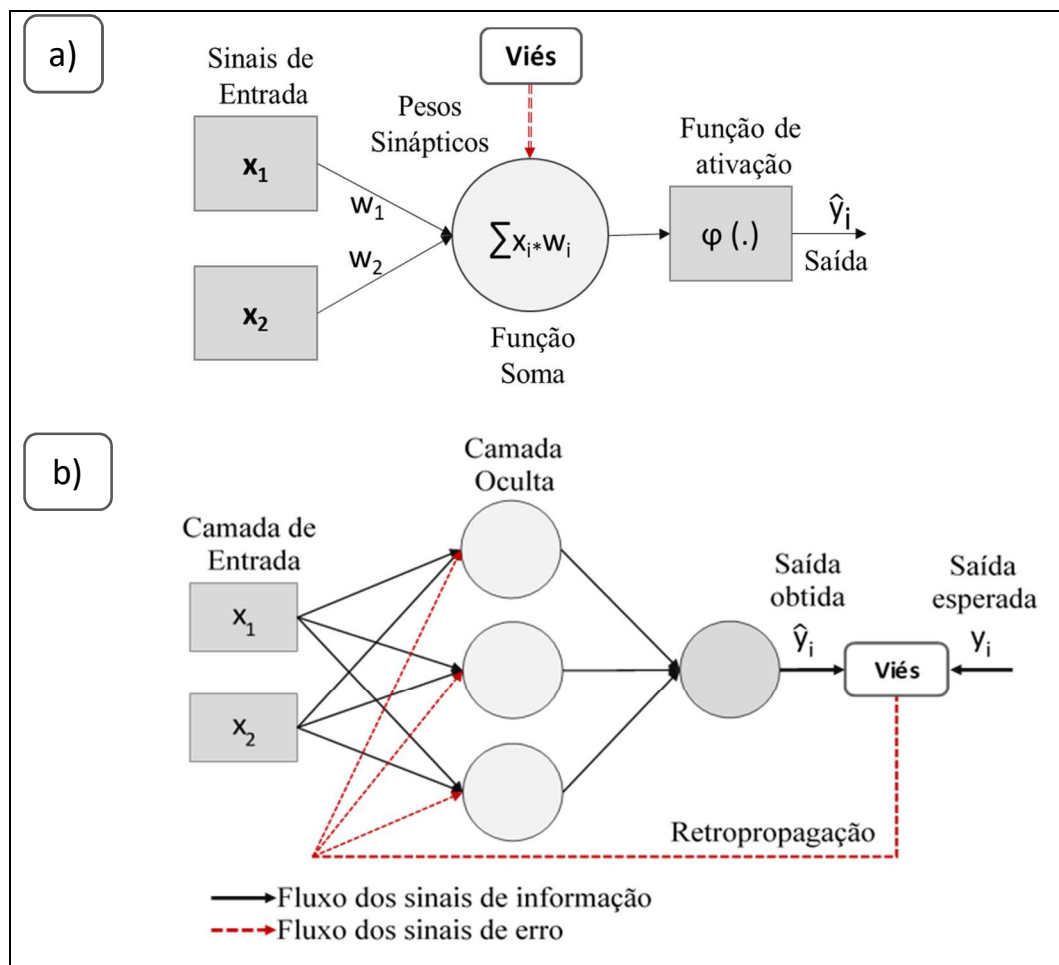 a)
Sinais de
Entrada
Viés
Pesos
Sinápticos
Função de
ativação
x₁
w₁
∑xᵢ*wᵢ
φ (.)
ŷᵢ
Saída
w₂
x₂
Função
Soma
b)
Camada
Oculta
Camada de
Entrada
x₁
x₂
Saída
obtida
ŷᵢ
Saída
esperada
yᵢ
Viés
Retropropagação
Fluxo dos sinais de informação
Fluxo dos sinais de erro